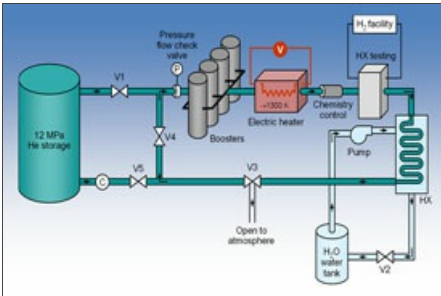 H₂ facility
Pressure
flow check
valve
V
HX testing
V1
P
~1300 K
Chemistry
control
Electric heater
12 MPa
He storage
V4
Boosters
Pump
C
V5
V3
HX
Open to
atmosphere
H₂O
water
tank
V2